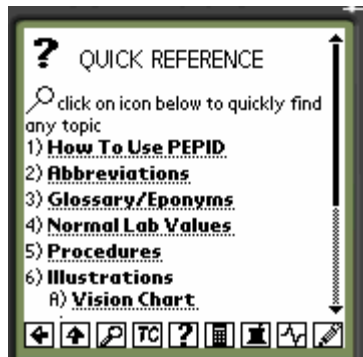 ? QUICK REFERENCE
click on icon below to quickly find
any topic
1) How To Use PEPID
2) Abbreviations
3) Glossary/Eponyms
4) Normal Lab Values
5) Procedures
6) Illustrations
A) Vision Chart
TC ?